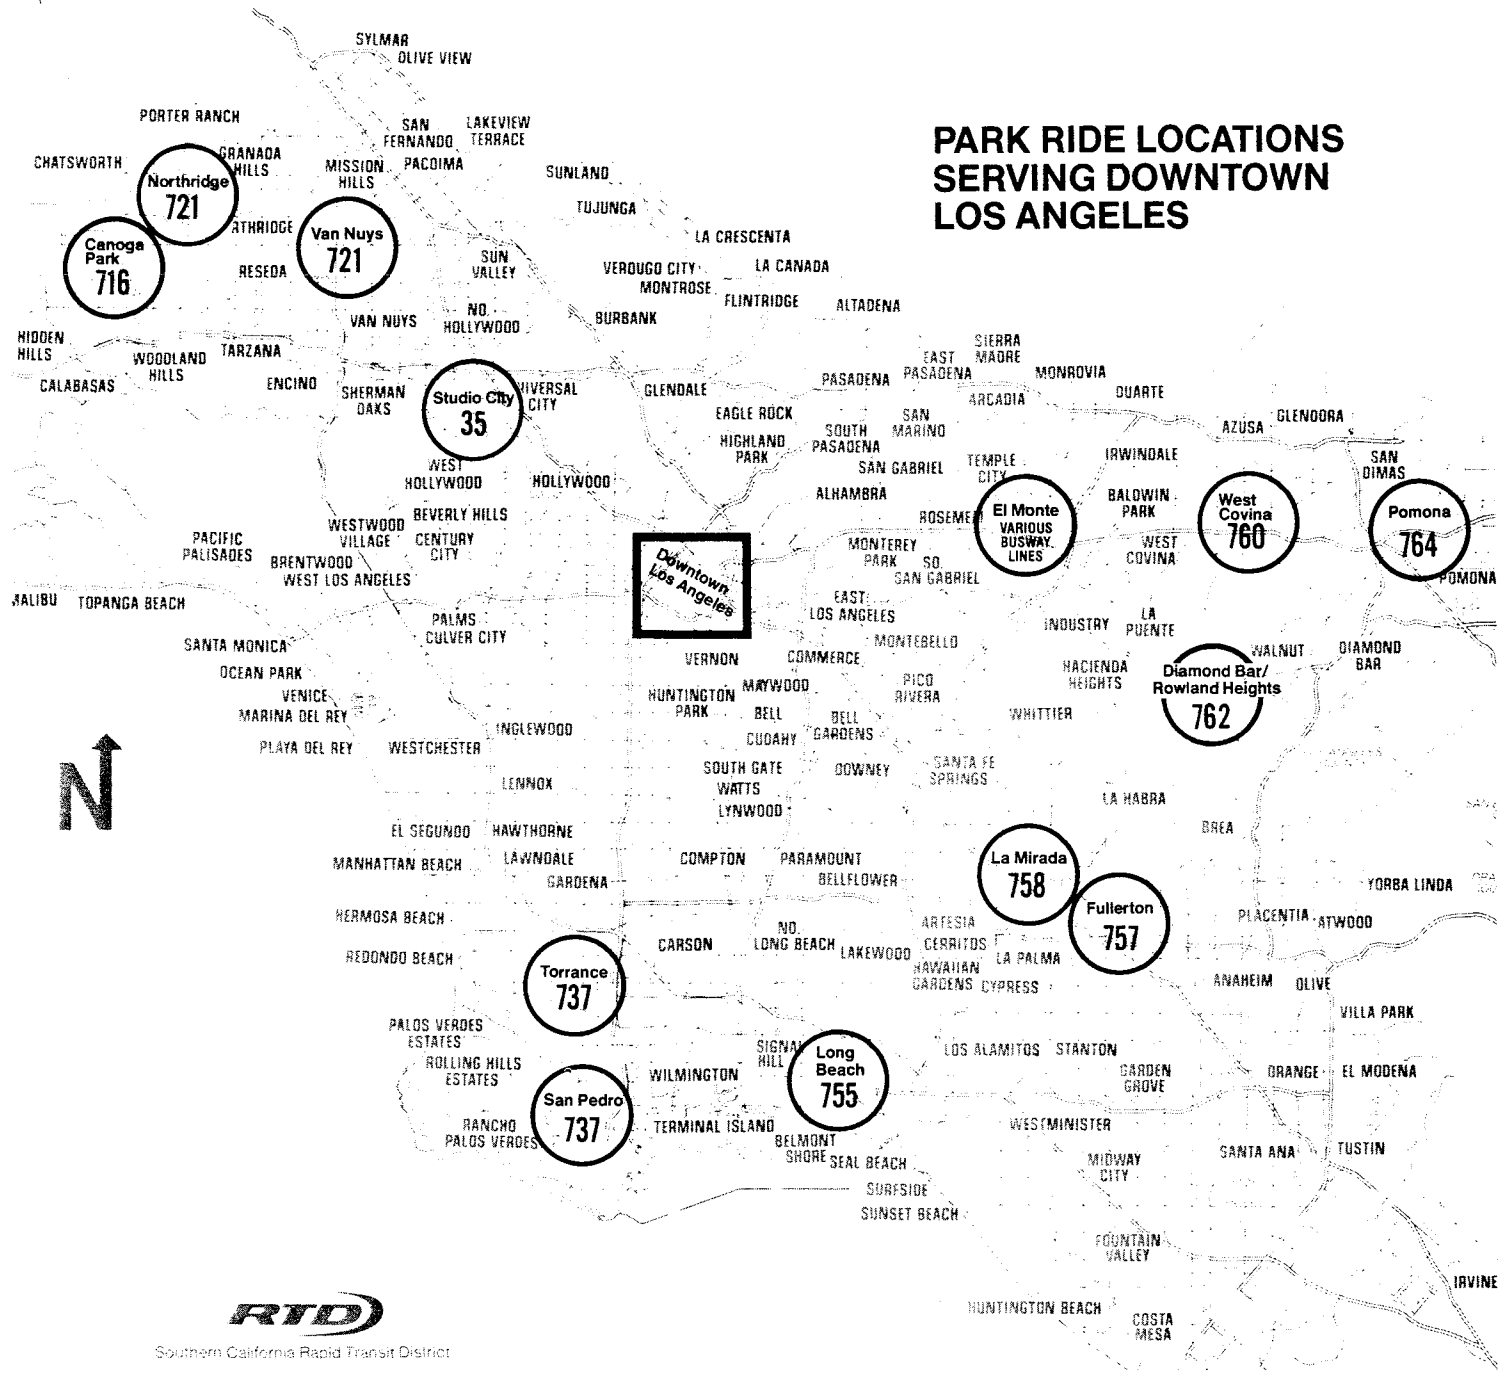 SYLMAR
OLIVE VIEW
PORTER RANCH
SAN
FERNANDO
LAKEVIEW
TERRACE
PARK RIDE LOCATIONS
SERVING DOWNTOWN
LOS ANGELES
CHATSWORTH
GRANADA
HILLS
MISSION
HILLS
PACOIMA
SUNLAND
TUJUNGA
Northridge
721
Canoga
Park
716
RESEDA
Van Nuys
721
SUN
VALLEY
LA CRESCENTA
VERDUGO CITY
MONTROSE
LA CANADA
FLINTRIDGE
ALTADENA
VAN NUYS
NO.
HOLLYWOOD
BURBANK
HIDDEN
HILLS
WOODLAND
HILLS
TARZANA
CALABASAS
ENCINO
SHERMAN
OAKS
Studio City
35
CITY
GLENDALE
EAGLE ROCK
HIGHLAND
PARK
PASADENA
EAST
PASADENA
SIERRA
MADRE
MONROVIA
ARCADIA
DUARTE
SOUTH
PASADENA
SAN
MARINO
AZUSA
GLENDORA
WEST
HOLLYWOOD
HOLLYWOOD
SAN GABRIEL
TEMPLE
CITY
IRWINDALE
SAN
DIMAS
ALHAMBRA
BALDWIN
PARK
El Monte
VARIOUS
BUSWAY
LINES
West
Covina
760
Pomona
764
POMONA
PACIFIC
PALISADES
WESTWOOD
VILLAGE
BEVERLY HILLS
CENTURY
CITY
BRENTWOOD
WEST LOS ANGELES
Downtown
Los Angeles
MONTEREY
PARK
SO.
SAN GABRIEL
WEST
COVINA
TOPANGA BEACH
PALMS
CULVER CITY
EAST
LOS ANGELES
MONTEBELLO
INDUSTRY
LA
PUENTE
SANTA MONICA
OCEAN PARK
VENICE
MARINA DEL REY
PLAYA DEL REY
WESTCHESTER
INGLEWOOD
VERNON
COMMERCE
HUNTINGTON
PARK
MAYWOOD
BELL
CUDAHY
BELL
GARDENS
PICO
RIVERA
HACIENDA
HEIGHTS
WHITTIER
WALNUT
DIAMOND
BAR
Diamond Bar/
Rowland Heights
762
N
LENNOX
SOUTH GATE
WATTS
LYNWOOD
DOWNEY
SANTA FE
SPRINGS
LA HABRA
BREA
EL SEGUNDO
HAWTHORNE
MANHATTAN BEACH
LAWNDALE
GARDENA
COMPTON
PARAMOUNT
BELLFLOWER
La Mirada
758
Fullerton
757
YORBA LINDA
HERMOSA BEACH
REDONDO BEACH
CARSON
NO.
LONG BEACH
LAKEWOOD
ARTESIA
CERRITOS
HAWAIIAN
GARDENS
LA PALMA
CYPRESS
PLACENTIA
ATWOOD
ANAHEIM
OLIVE
VILLA PARK
Torrance
737
PALOS VERDES
ESTATES
ROLLING HILLS
ESTATES
RANCHO
PALOS VERDES
San Pedro
737
WILMINGTON
TERMINAL ISLAND
SIGNAL
HILL
Long
Beach
755
BELMONT
SHORE
SEAL BEACH
SURFSIDE
SUNSET BEACH
LOS ALAMITOS
STANTON
GARDEN
GROVE
ORANGE
EL MODENA
WESTMINISTER
MIDWAY
CITY
SANTA ANA
TUSTIN
FOUNTAIN
VALLEY
IRVINE
HUNTINGTON BEACH
COSTA
MESA
RTD
Southern California Rapid Transit District